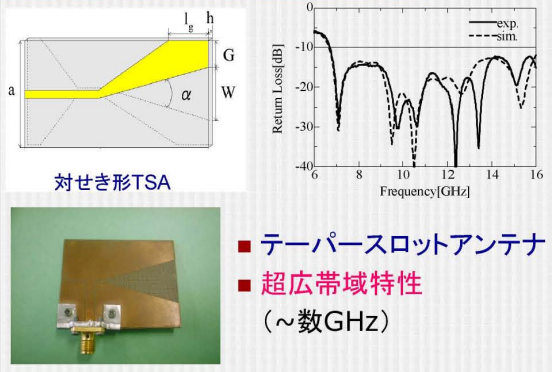 lg h
G
a
W
α
対せき形TSA
0
-10
-20
-30
-40
Return Loss[dB]
exp.
sim.
6 8 10 12 14 16
Frequency[GHz]
テーパースロットアンテナ
超広帯域特性
(~数GHz)